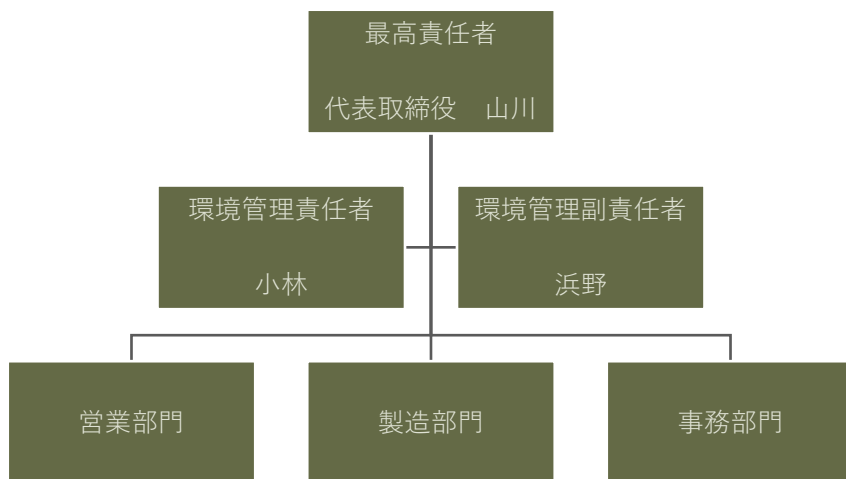 最高責任者
代表取締役　山川
環境管理責任者
小林
環境管理副責任者
浜野
営業部門
製造部門
事務部門